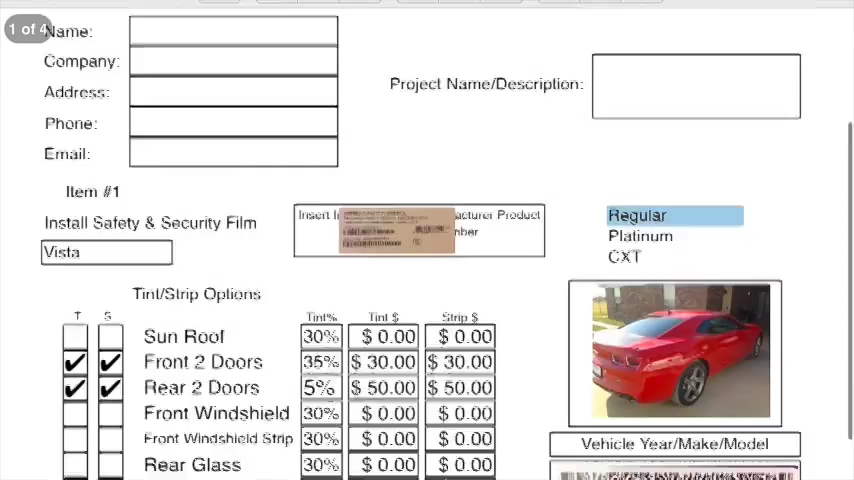 1 of 4
Name:
Company:
Address:
Phone:
Email:
Project Name/Description:
Item #1
Install Safety & Security Film
Vista
Insert
acturer Product
Regular
Platinum
CXT
Tint/Strip Options
T S Tint% Tint $ Strip $
Sun Roof 30% $ 0.00 $ 0.00
✔ ✔ Front 2 Doors 35% $ 30.00 $ 30.00
✔ ✔ Rear 2 Doors 5% $ 50.00 $ 50.00
Front Windshield 30% $ 0.00 $ 0.00
Front Windshield Strip 30% $ 0.00 $ 0.00
Rear Glass 30% $ 0.00 $ 0.00
Vehicle Year/Make/Model